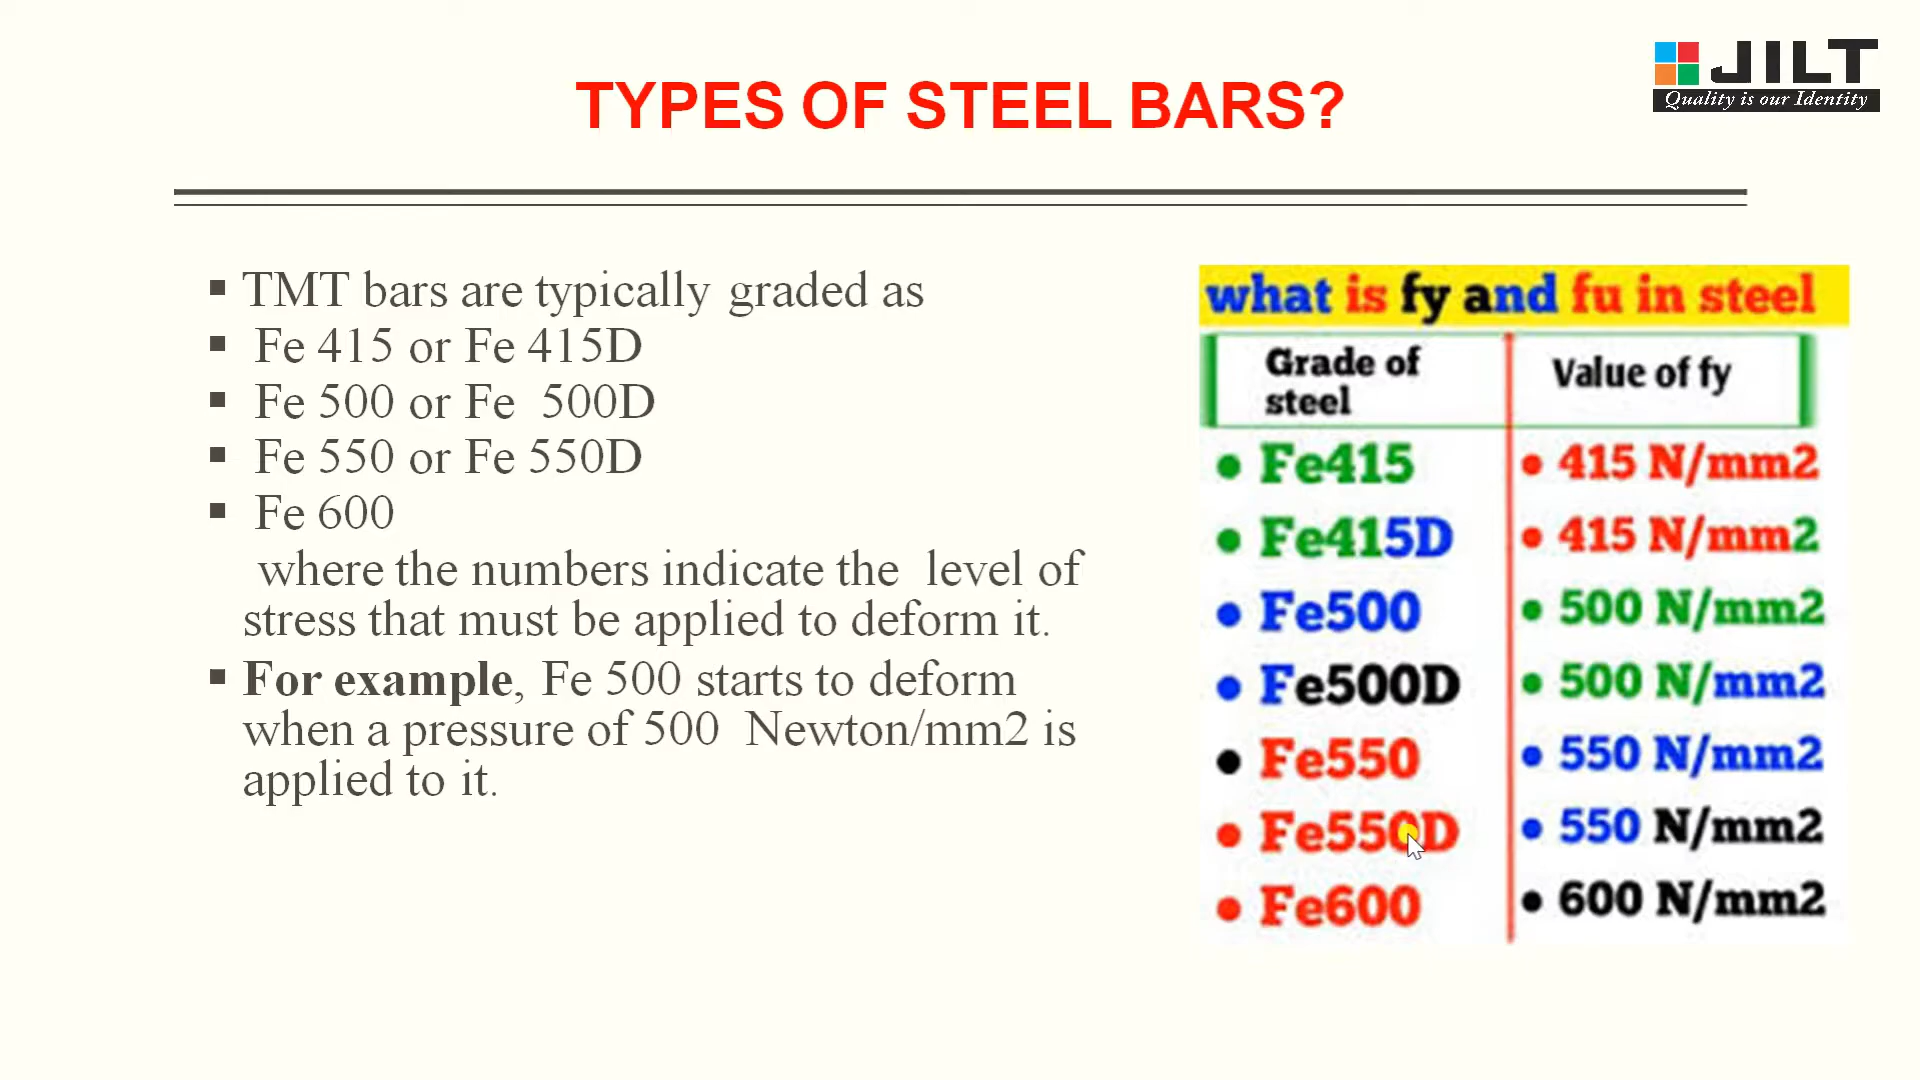 TYPES OF STEEL BARS?
JILT
Quality is our Identity
▪ TMT bars are typically graded as
▪ Fe 415 or Fe 415D
▪ Fe 500 or Fe 500D
▪ Fe 550 or Fe 550D
▪ Fe 600
where the numbers indicate the level of
stress that must be applied to deform it.
▪ For example, Fe 500 starts to deform
when a pressure of 500 Newton/mm2 is
applied to it.
what is fy and fu in steel
Grade of steel | Value of fy
• Fe415 • 415 N/mm2
• Fe415D • 415 N/mm2
• Fe500 • 500 N/mm2
• Fe500D • 500 N/mm2
• Fe550 • 550 N/mm2
• Fe550D • 550 N/mm2
• Fe600 • 600 N/mm2